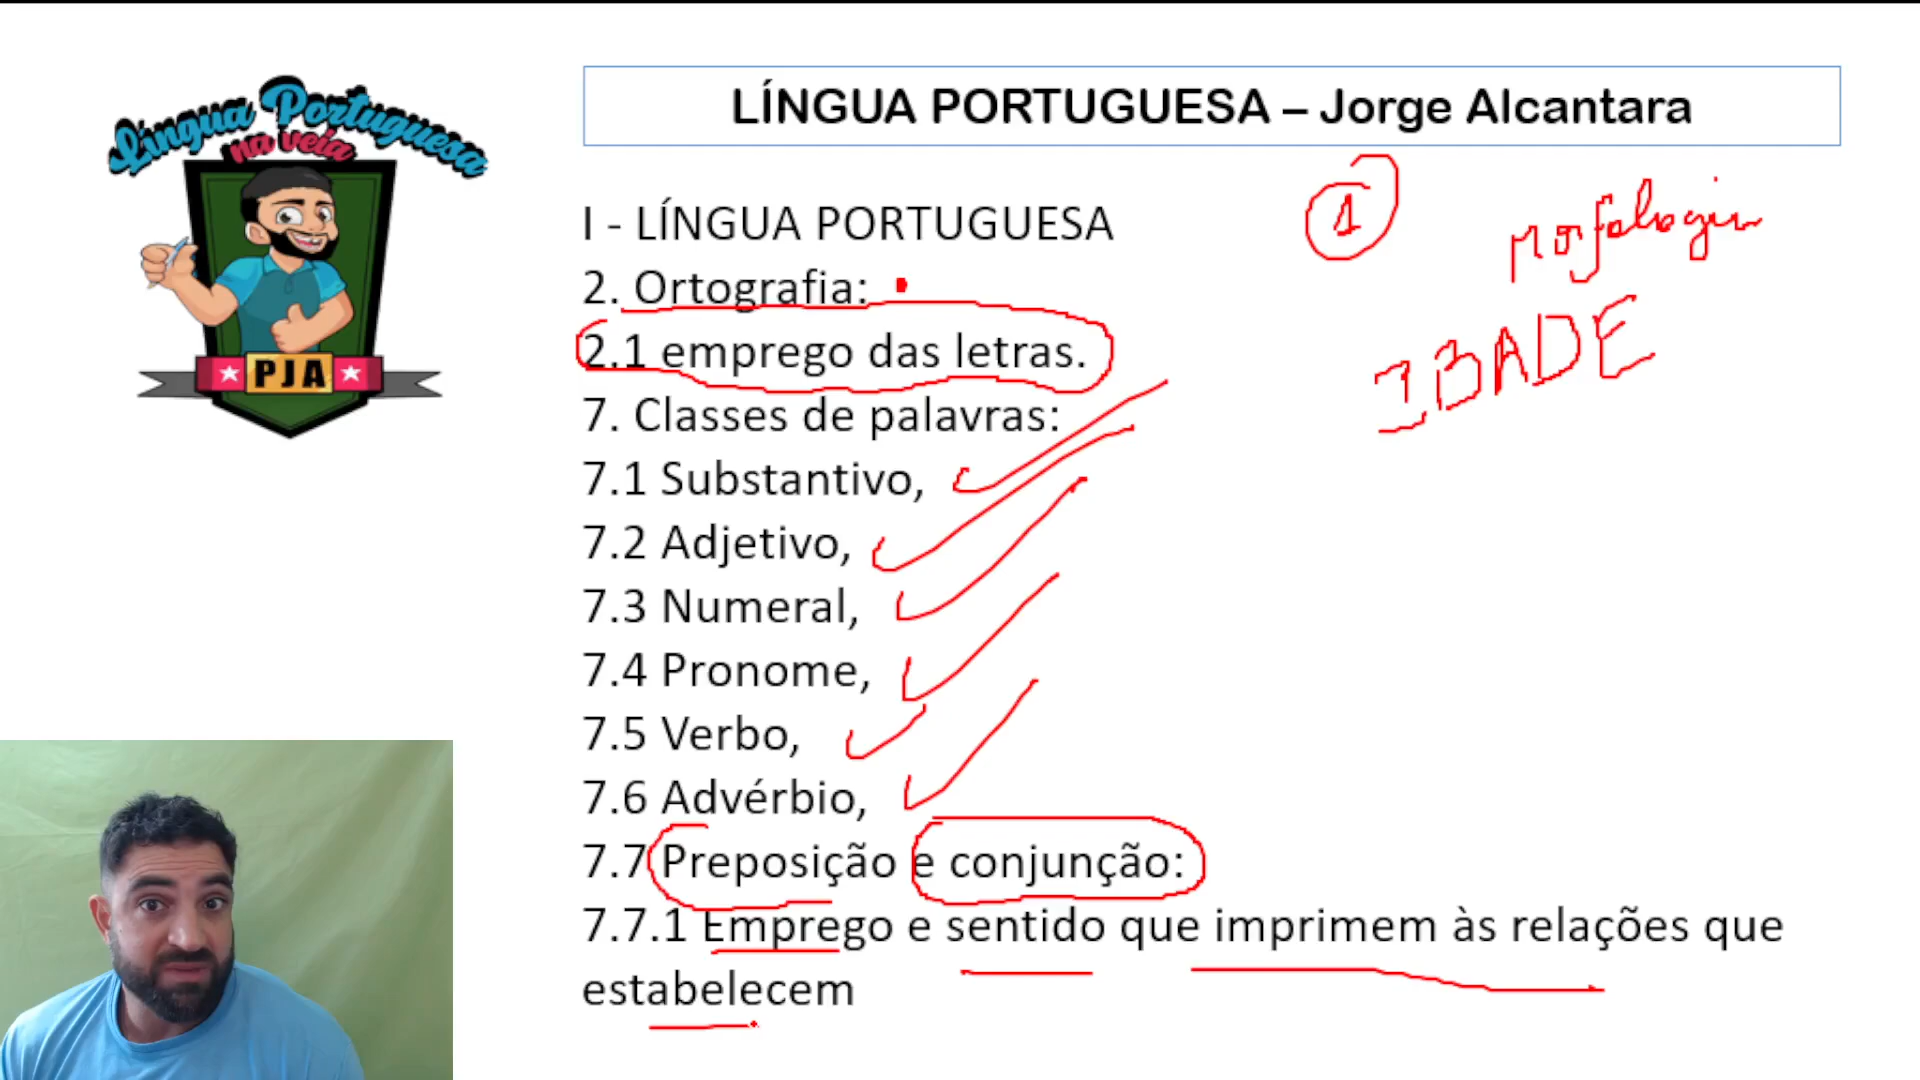 Língua Portuguesa
na veia
PJA
LÍNGUA PORTUGUESA – Jorge Alcantara
1
Morfologia
IBADE
I - LÍNGUA PORTUGUESA
2. Ortografia:
2.1 emprego das letras.
7. Classes de palavras:
7.1 Substantivo,
7.2 Adjetivo,
7.3 Numeral,
7.4 Pronome,
7.5 Verbo,
7.6 Advérbio,
7.7 Preposição e conjunção:
7.7.1 Emprego e sentido que imprimem às relações que
estabelecem